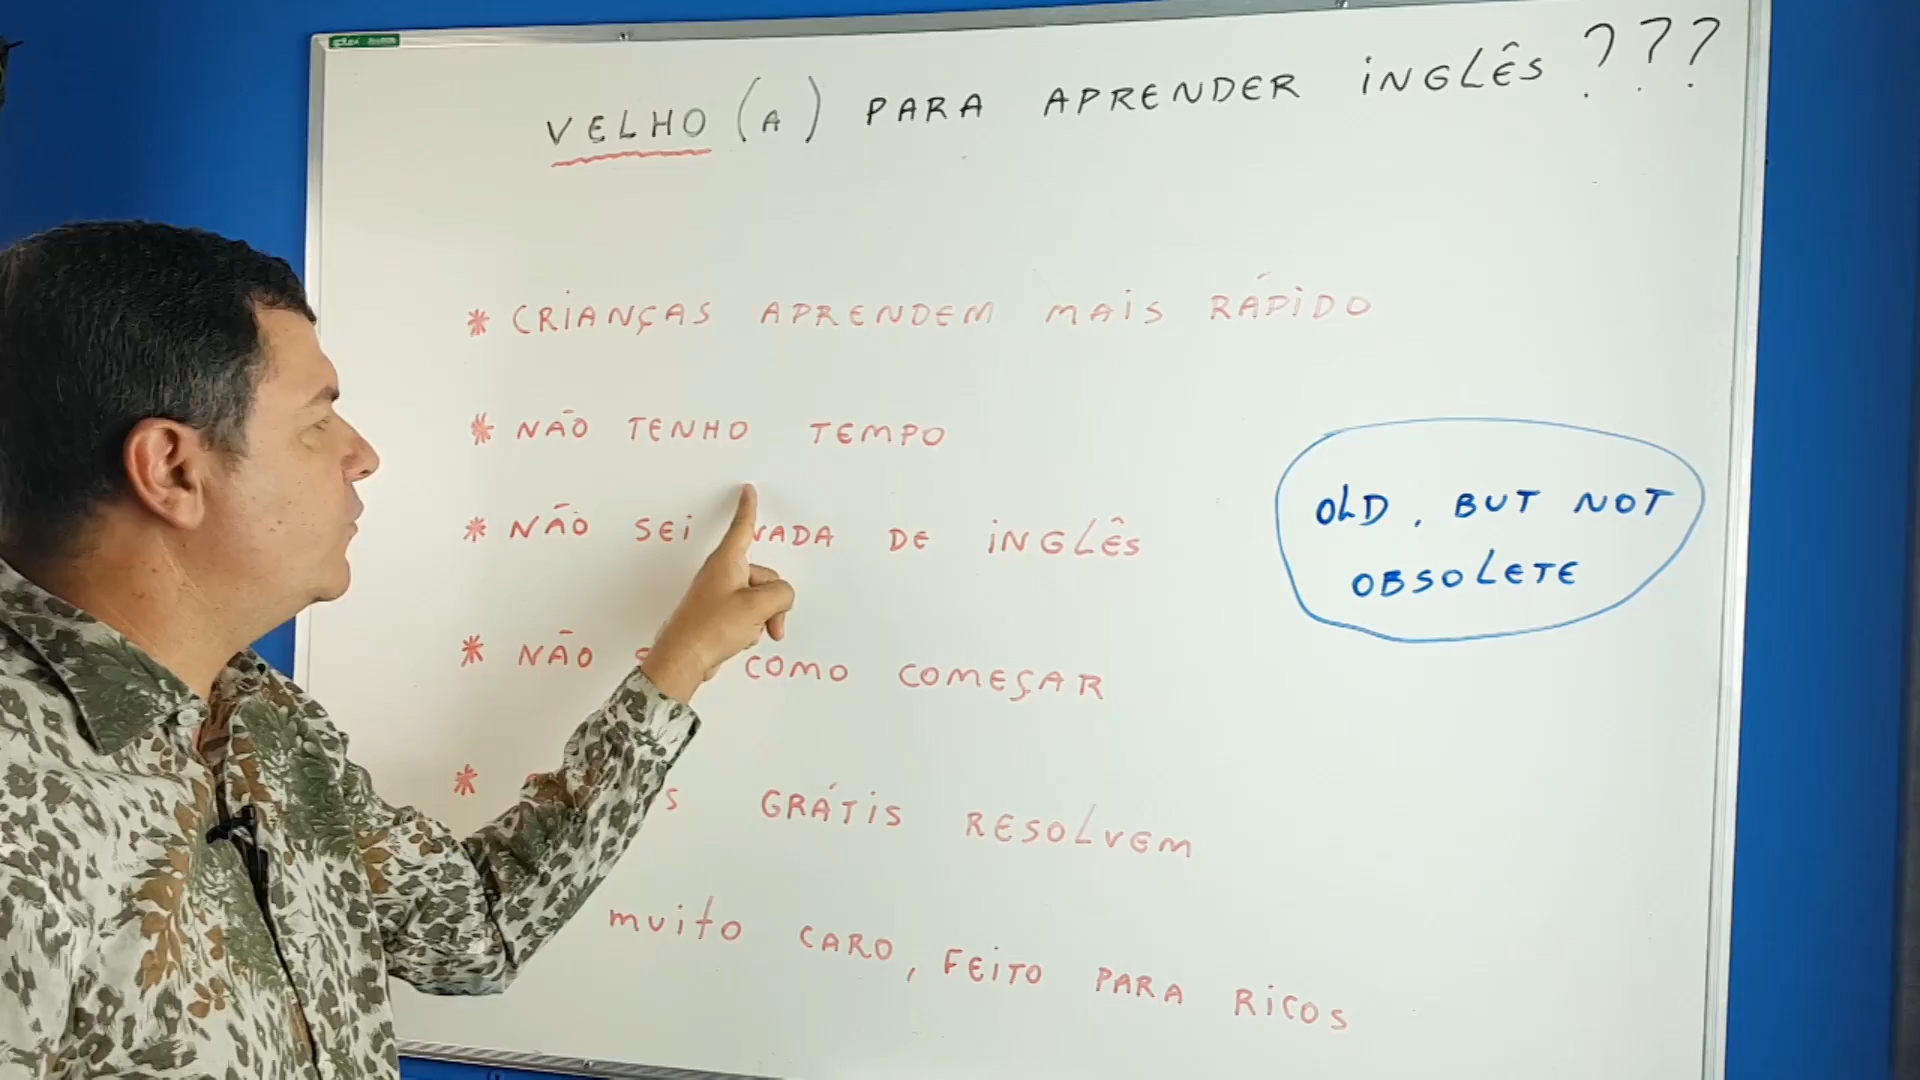 VELHO (A) PARA APRENDER INGLÊS ???
* CRIANÇAS APRENDEM MAIS RÁPIDO
* NÃO TENHO TEMPO
* NÃO SEI NADA DE INGLÊS
* NÃO COMO COMEÇAR
* GRÁTIS RESOLVEM
MUITO CARO, FEITO PARA RICOS
OLD, BUT NOT
OBSOLETE